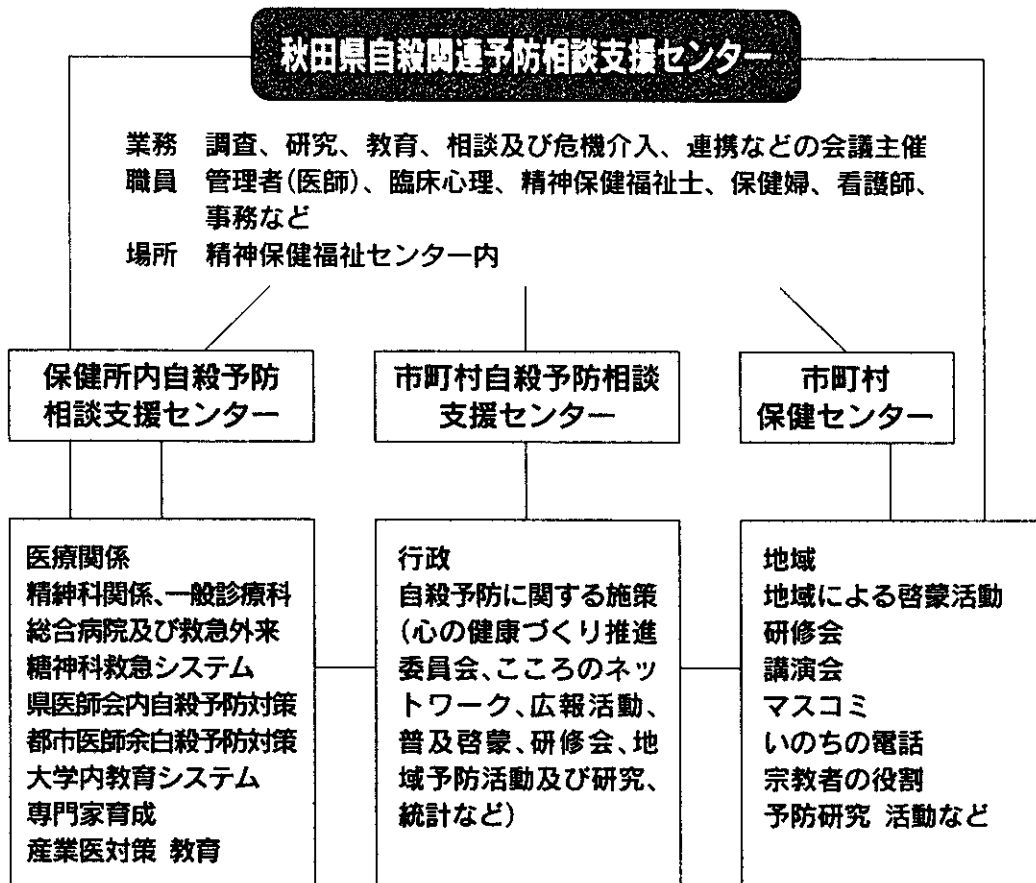 秋田県自殺関連予防相談支援センター
業務 調査、研究、教育、相談及び危機介入、連携などの会議主催
職員 管理者(医師)、臨床心理、精神保健福祉士、保健婦、看護師、
事務など
場所 精神保健福祉センター内
保健所内自殺予防
相談支援センター
市町村自殺予防相談
支援センター
市町村
保健センター
医療関係
精紳科関係、一般診療科
総合病院及び救急外来
糖神科救急システム
県医師会内自殺予防対策
都市医師余白殺予防対策
大学内教育システム
専門家育成
産業医対策 教育
行政
自殺予防に関する施策
(心の健康づくり推進
委員会、こころのネッ
トワーク、広報活動、
普及啓蒙、研修会、地
域予防活動及び研究、
統計など)
地域
地域による啓蒙活動
研修会
講演会
マスコミ
いのちの電話
宗教者の役割
予防研究 活動など